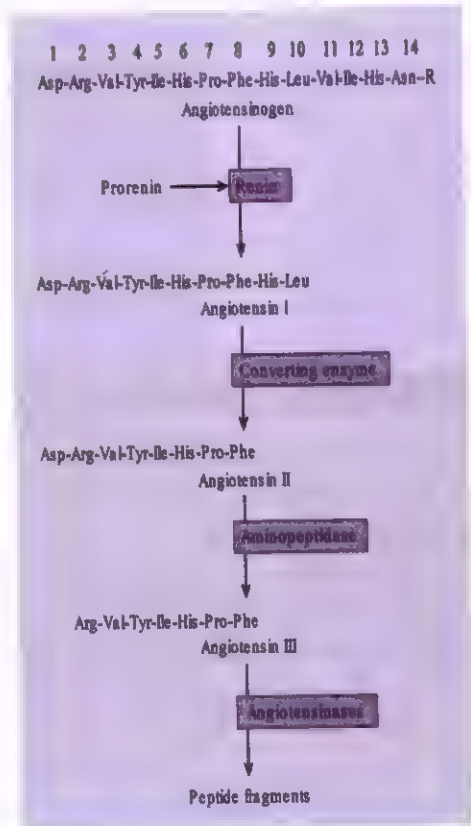 1 2 3 4 5 6 7 8 9 10 11 12 13 14
Asp-Arg-Val-Tyr-Ile-His-Pro-Phe-His-Leu-Val-Ile-His-Asn-R
Angiotensinogen
Prorenin
Renin
Asp-Arg-Val-Tyr-Ile-His-Pro-Phe-His-Leu
Angiotensin I
Converting enzyme
Asp-Arg-Val-Tyr-Ile-His-Pro-Phe
Angiotensin II
Aminopeptidase
Arg-Val-Tyr-Ile-His-Pro-Phe
Angiotensin III
Angiotensinases
Peptide fragments